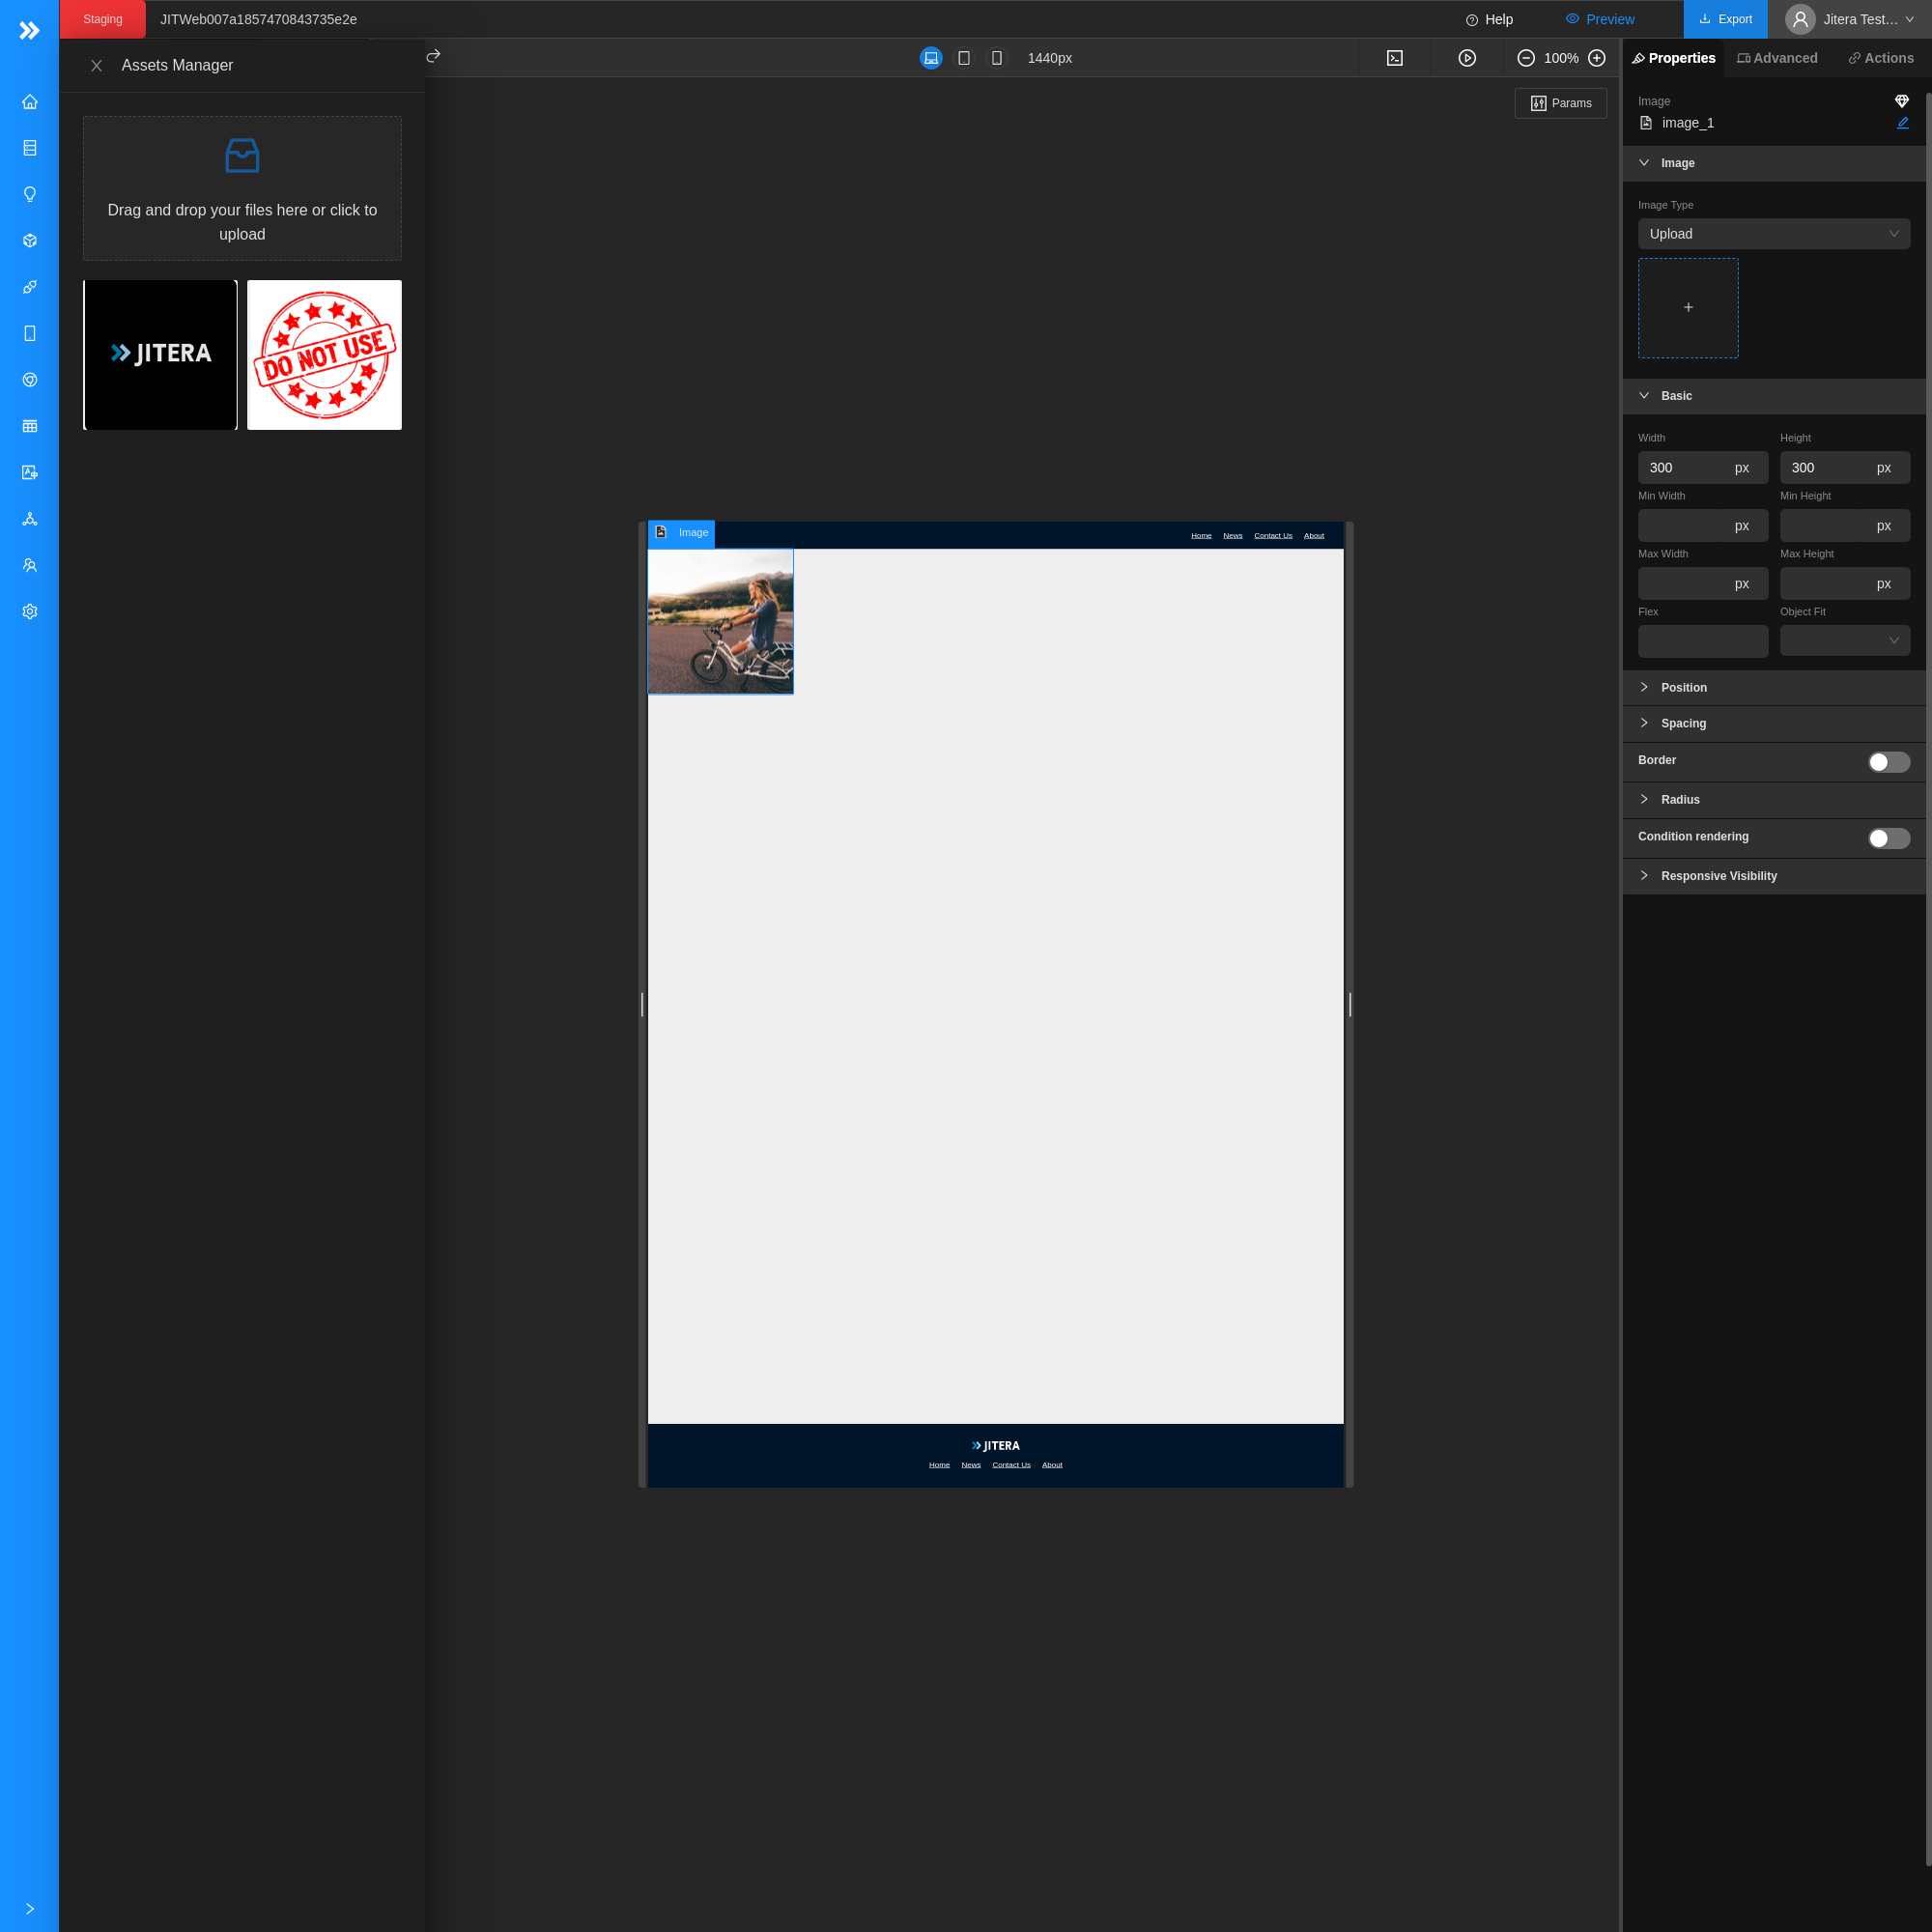 Staging
JITWeb007a1857470843735e2e
Help
Preview
Export
Jitera Test...
Assets Manager
1440px
100%
Properties
Advanced
Actions
Params
Drag and drop your files here or click to
upload
JITERA
DO NOT USE
Image
image_1
Image
Image Type
Upload
Basic
Width
Height
300
px
300
px
Min Width
Min Height
px
px
Max Width
Max Height
px
px
Flex
Object Fit
Position
Spacing
Border
Radius
Condition rendering
Responsive Visibility
Image
Home
News
Contact Us
About
JITERA
Home
News
Contact Us
About